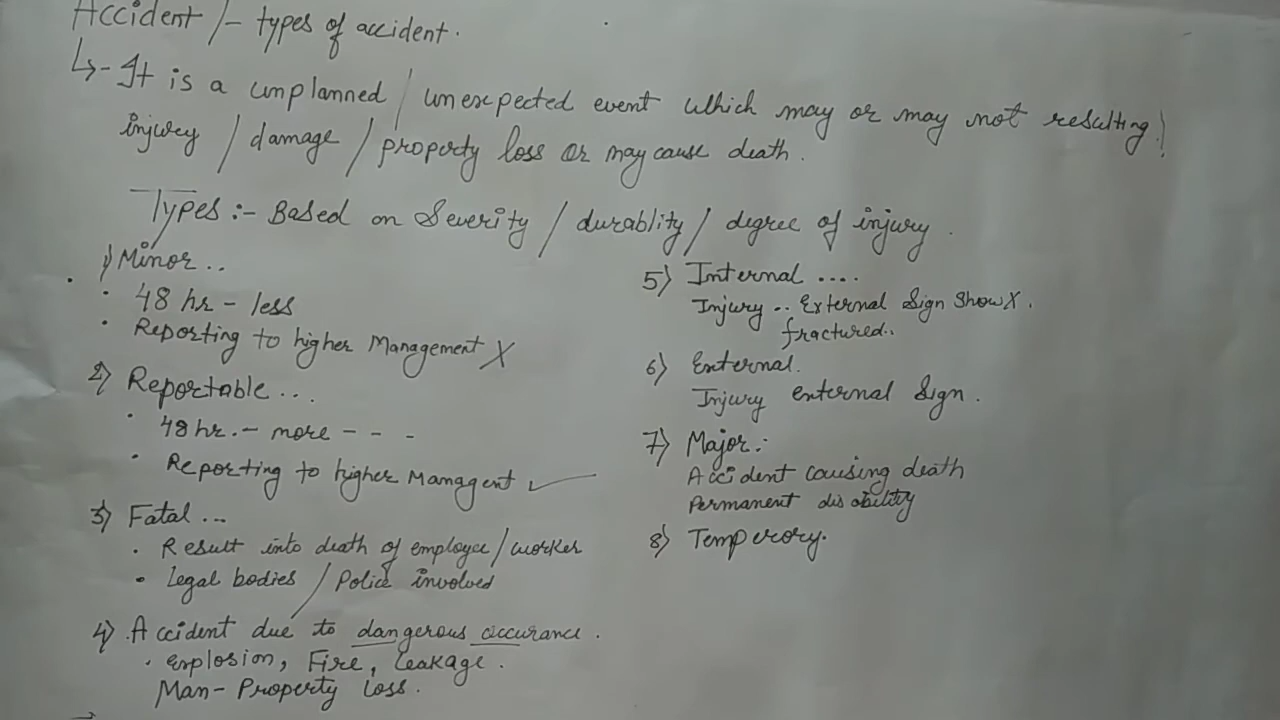 Accident /- types of accident.
↳- It is a unplanned / unexpected event which may or may not resulting /
injury / damage / property loss or may cause death.
Types :- Based on Severity / durablity / degree of injury.
1) Minor..
• 48 hr - less
• Reporting to higher Management X
2) Reportable...
• 48 hr. - more - - -
• Reporting to higher Managent ✓
3) Fatal...
• Result into death of employee / worker
• Legal bodies / Police involved
4) Accident due to dangerous occurance.
• Explosion, Fire, Leakage.
Man - Property Loss.
5) Internal ....
Injury .. External Sign Show X.
fractured..
6) External.
Injury external Sign.
7) Major.:
Accident causing death
Permanent disability
8) Temperory.